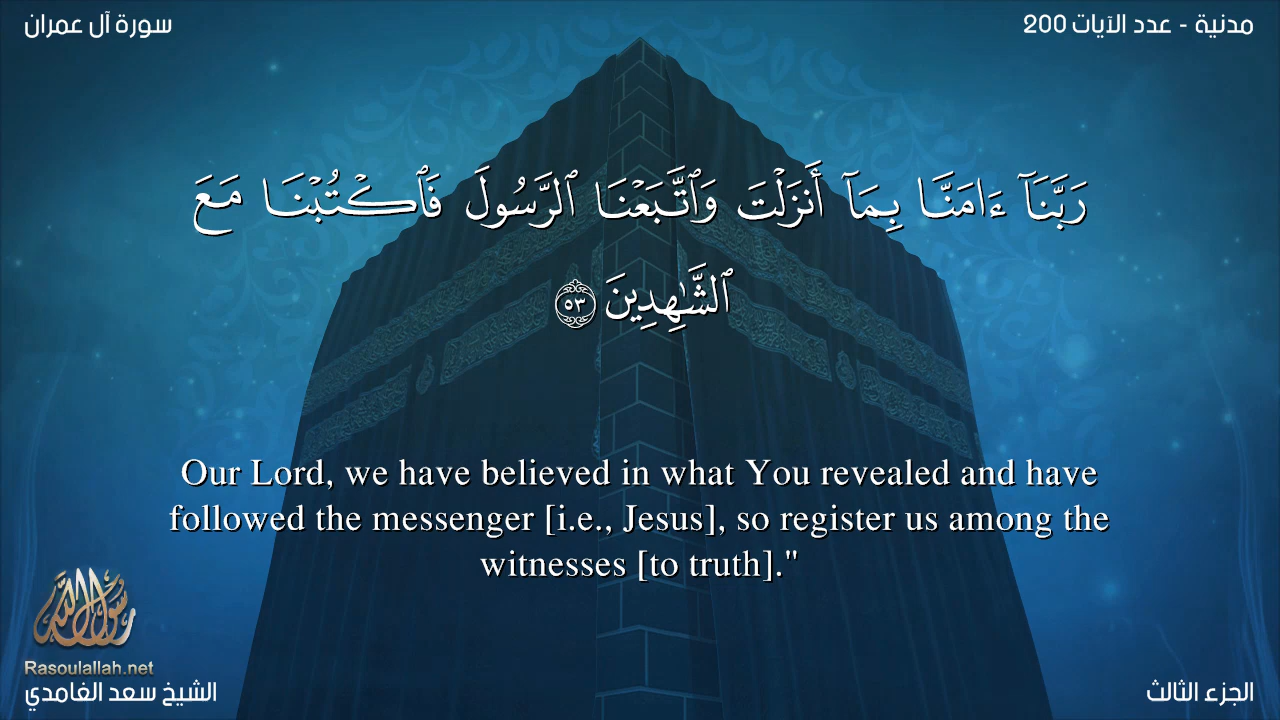 سورة آل عمران
مدنية - عدد الآيات 200
رَبَّنَآ ءَامَنَّا بِمَآ أَنزَلْتَ وَٱتَّبَعْنَا ٱلرَّسُولَ فَٱكْتُبْنَا مَعَ
ٱلشَّٰهِدِينَ ٥٣
Our Lord, we have believed in what You revealed and have
followed the messenger [i.e., Jesus], so register us among the
witnesses [to truth]."
رسول الله
Rasoulallah.net
الشيخ سعد الغامدي
الجزء الثالث